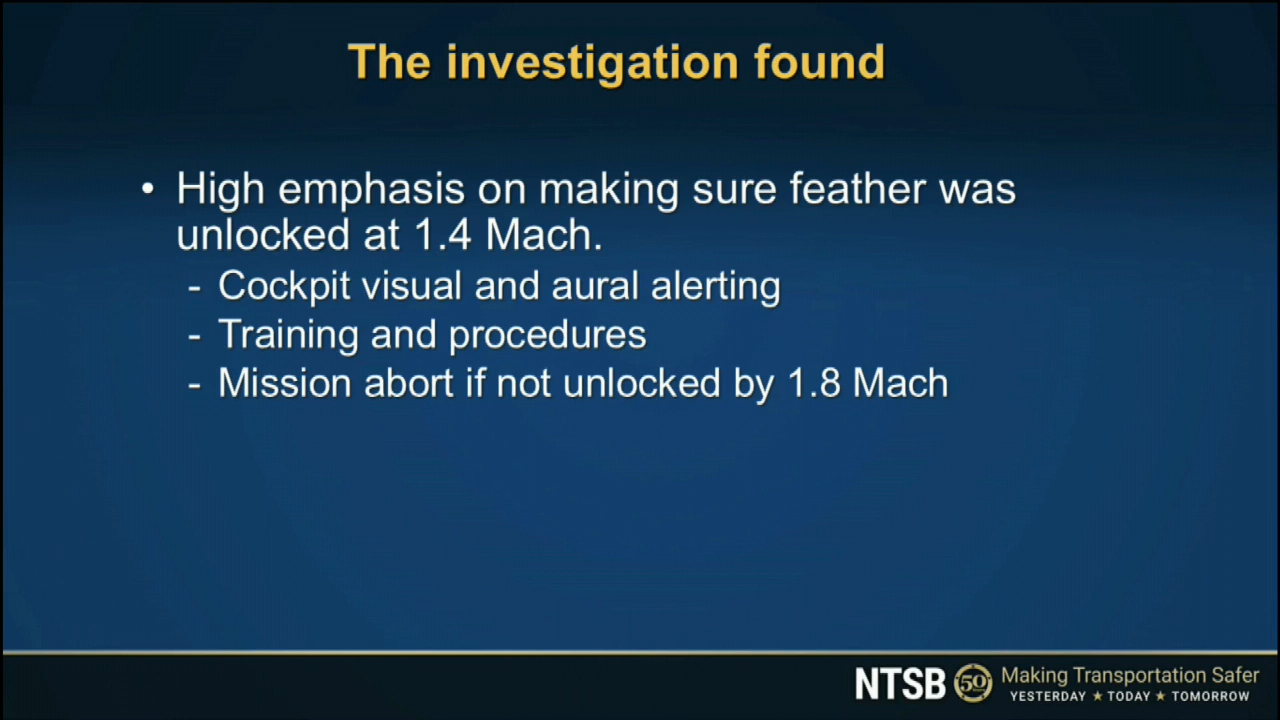 The investigation found
• High emphasis on making sure feather was
unlocked at 1.4 Mach.
- Cockpit visual and aural alerting
- Training and procedures
- Mission abort if not unlocked by 1.8 Mach
NTSB 50 Making Transportation Safer
YESTERDAY ★ TODAY ★ TOMORROW